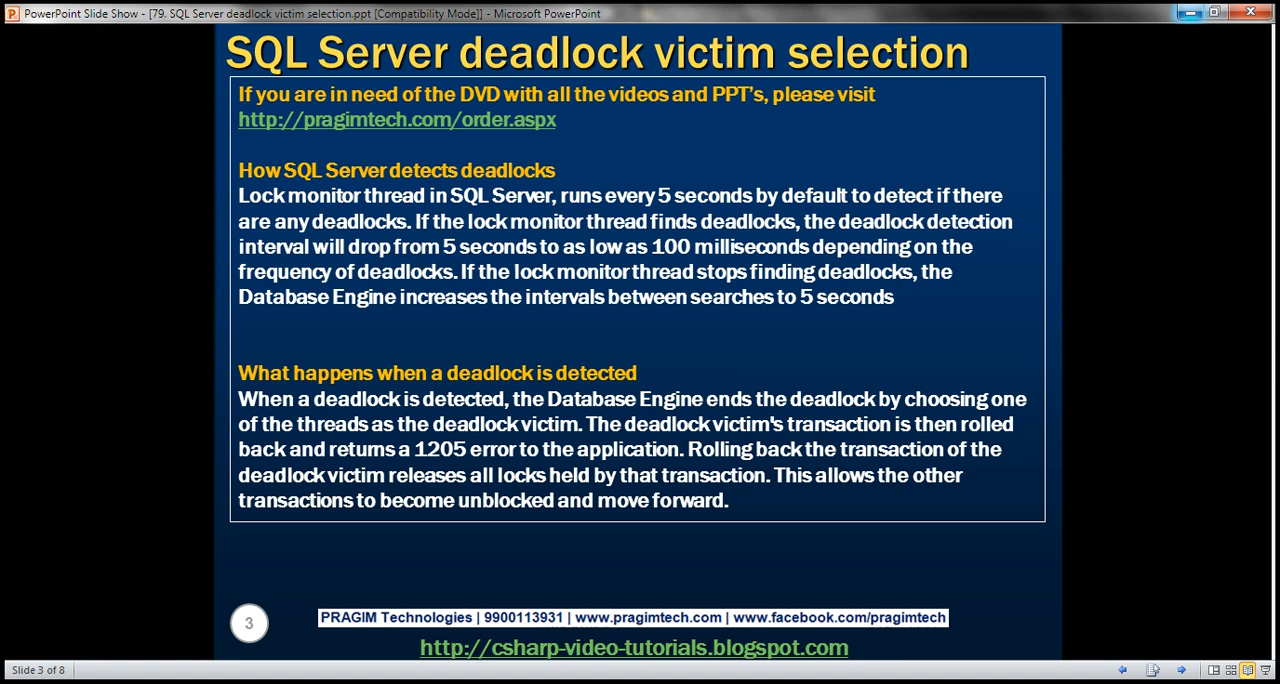 PowerPoint Slide Show - [79. SQL Server deadlock victim selection.ppt [Compatibility Mode]] - Microsoft PowerPoint
SQL Server deadlock victim selection
If you are in need of the DVD with all the videos and PPT's, please visit
http://pragimtech.com/order.aspx
How SQL Server detects deadlocks
Lock monitor thread in SQL Server, runs every 5 seconds by default to detect if there
are any deadlocks. If the lock monitor thread finds deadlocks, the deadlock detection
interval will drop from 5 seconds to as low as 100 milliseconds depending on the
frequency of deadlocks. If the lock monitor thread stops finding deadlocks, the
Database Engine increases the intervals between searches to 5 seconds
What happens when a deadlock is detected
When a deadlock is detected, the Database Engine ends the deadlock by choosing one
of the threads as the deadlock victim. The deadlock victim's transaction is then rolled
back and returns a 1205 error to the application. Rolling back the transaction of the
deadlock victim releases all locks held by that transaction. This allows the other
transactions to become unblocked and move forward.
3
PRAGIM Technologies | 9900113931 | www.pragimtech.com | www.facebook.com/pragimtech
http://csharp-video-tutorials.blogspot.com
Slide 3 of 8